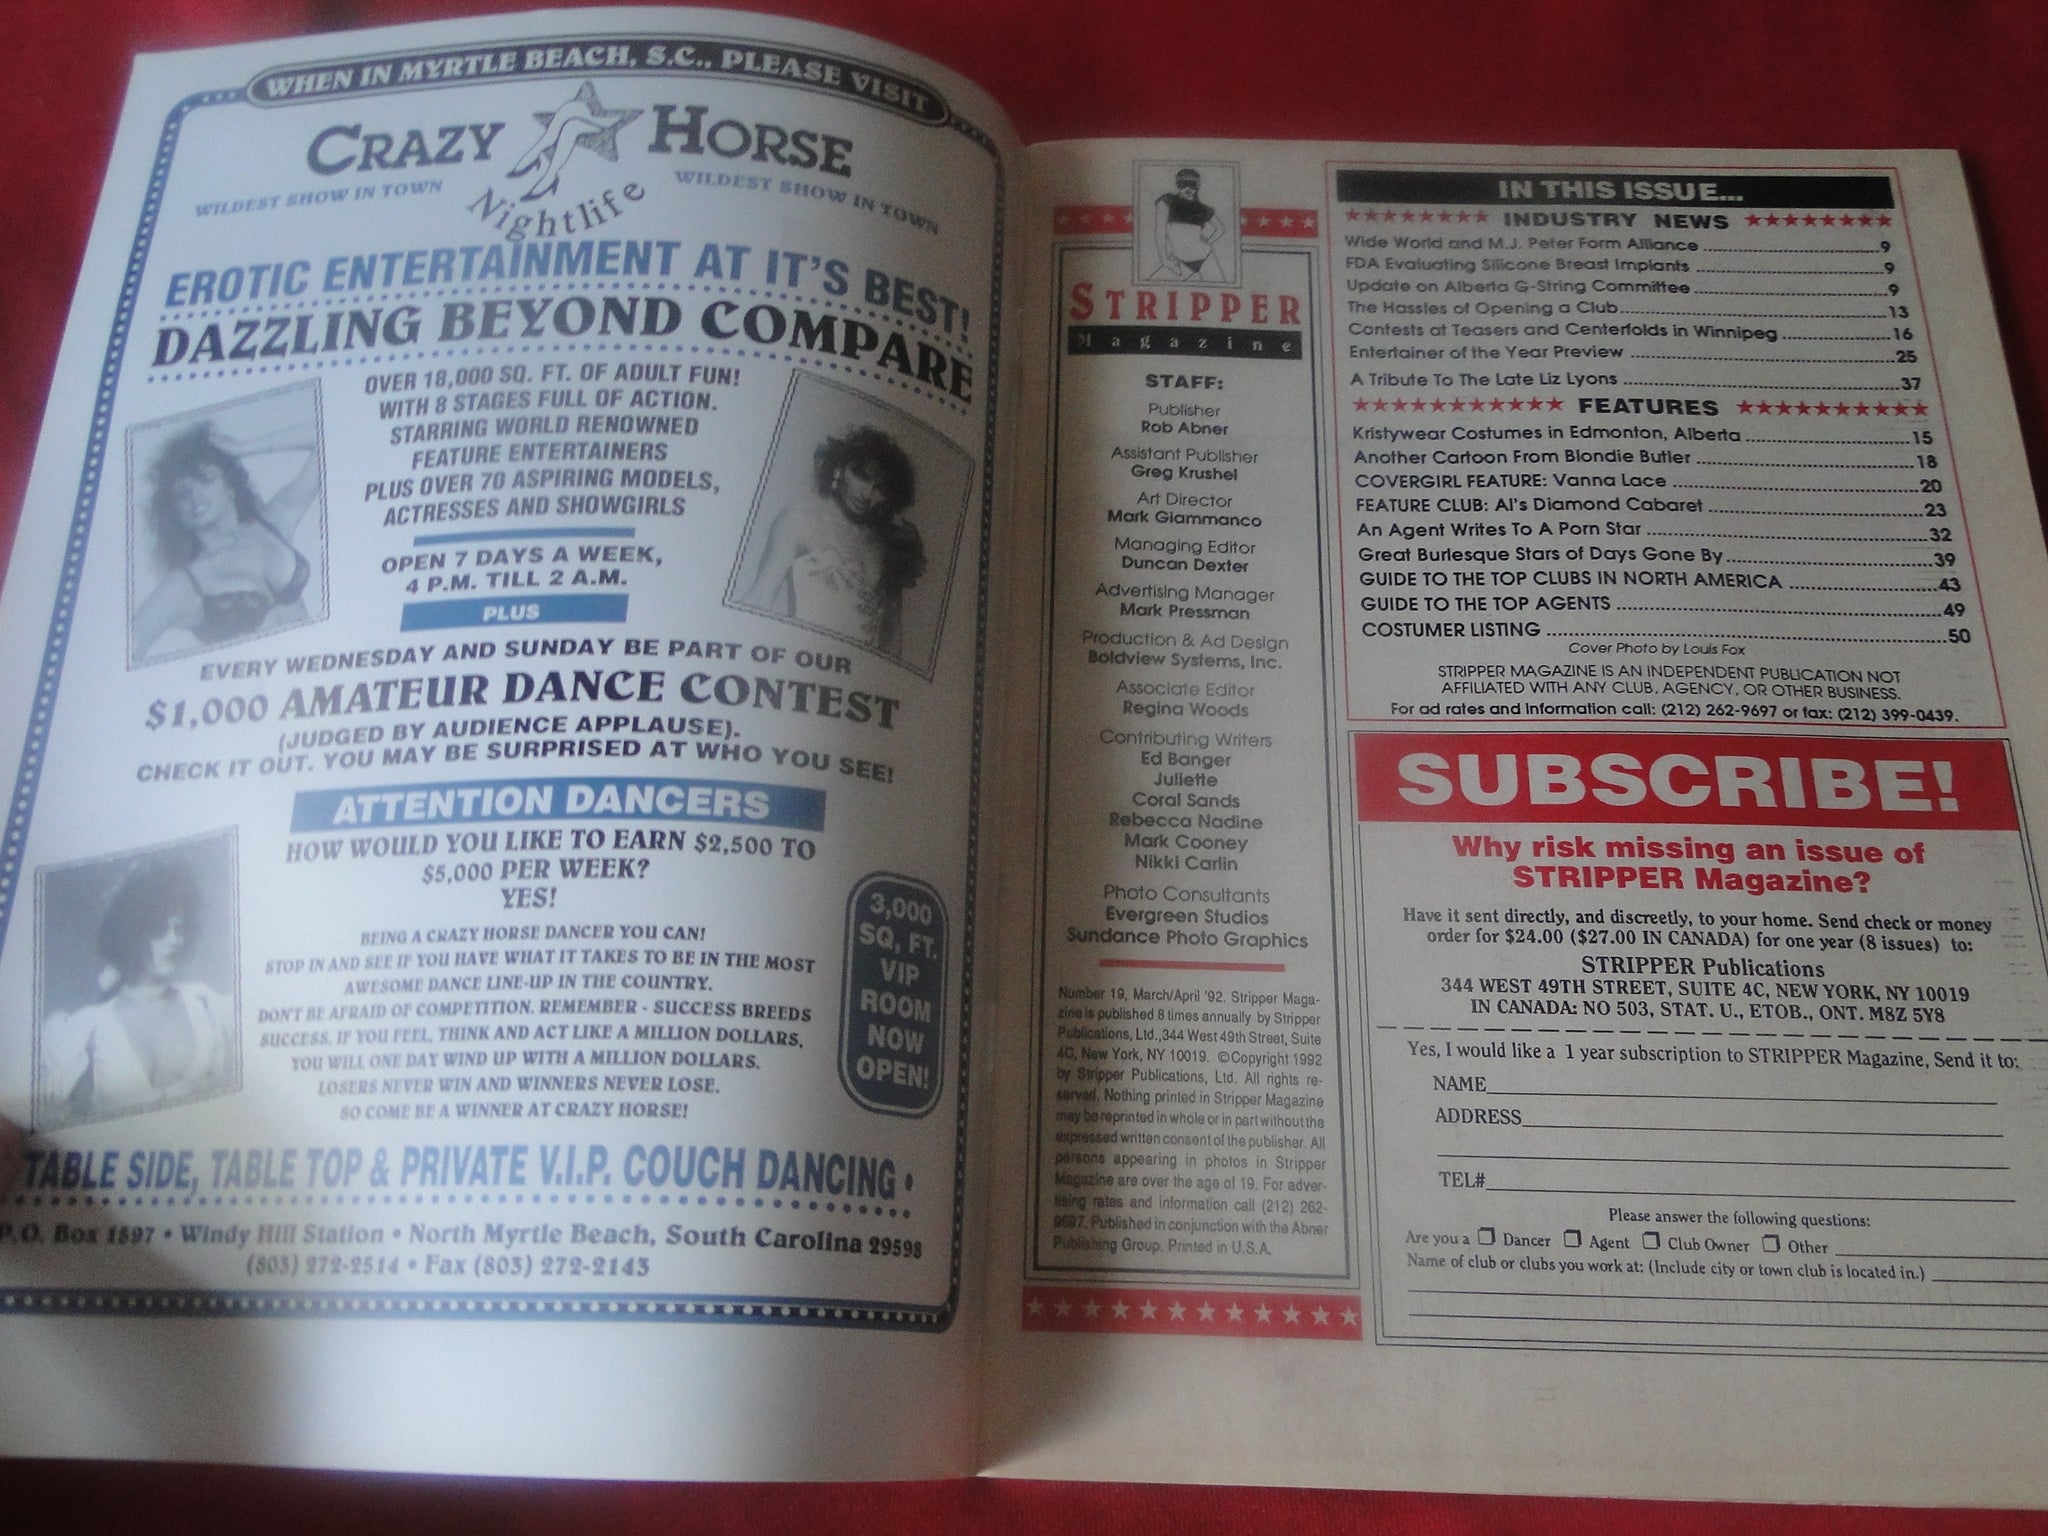 WHEN IN MYRTLE BEACH, S.C., PLEASE VISIT
CRAZY HORSE
WILDEST SHOW IN TOWN
WILDEST SHOW IN TOWN
Nightlife
EROTIC ENTERTAINMENT AT IT'S BEST!
DAZZLING BEYOND COMPARE
OVER 18,000 SQ. FT. OF ADULT FUN!
WITH 8 STAGES FULL OF ACTION.
STARRING WORLD RENOWNED
FEATURE ENTERTAINERS
PLUS OVER 70 ASPIRING MODELS,
ACTRESSES AND SHOWGIRLS
OPEN 7 DAYS A WEEK,
4 P.M. TILL 2 A.M.
PLUS
EVERY WEDNESDAY AND SUNDAY BE PART OF OUR
$1,000 AMATEUR DANCE CONTEST
(JUDGED BY AUDIENCE APPLAUSE).
CHECK IT OUT. YOU MAY BE SURPRISED AT WHO YOU SEE!
ATTENTION DANCERS
HOW WOULD YOU LIKE TO EARN $2,500 TO
$5,000 PER WEEK?
YES!
BEING A CRAZY HORSE DANCER YOU CAN!
STOP IN AND SEE IF YOU HAVE WHAT IT TAKES TO BE IN THE MOST
AWESOME DANCE LINE-UP IN THE COUNTRY.
DON'T BE AFRAID OF COMPETITION. REMEMBER - SUCCESS BREEDS
SUCCESS. IF YOU FEEL, THINK AND ACT LIKE A MILLION DOLLARS,
YOU WILL ONE DAY WIND UP WITH A MILLION DOLLARS.
LOSERS NEVER WIN AND WINNERS NEVER LOSE.
SO COME BE A WINNER AT CRAZY HORSE!
3,000
SQ. FT.
VIP
ROOM
NOW
OPEN!
TABLE SIDE, TABLE TOP & PRIVATE V.I.P. COUCH DANCING •
P.O. Box 1897 • Windy Hill Station • North Myrtle Beach, South Carolina 29598
(803) 272-2514 • Fax (803) 272-2143
STRIPPER
Magazine
STAFF:
Publisher
Rob Abner
Assistant Publisher
Greg Krushel
Art Director
Mark Giammanco
Managing Editor
Duncan Dexter
Advertising Manager
Mark Pressman
Production & Ad Design
Boldview Systems, Inc.
Associate Editor
Regina Woods
Contributing Writers
Ed Banger
Juliette
Coral Sands
Rebecca Nadine
Mark Cooney
Nikki Carlin
Photo Consultants
Evergreen Studios
Sundance Photo Graphics
Number 19, March/April '92. Stripper Maga-
zine is published 8 times annually by Stripper
Publications, Ltd.,344 West 49th Street, Suite
4C, New York, NY 10019. ©Copyright 1992
by Stripper Publications, Ltd. All rights re-
served. Nothing printed in Stripper Magazine
may be reprinted in whole or in part without the
expressed written consent of the publisher. All
persons appearing in photos in Stripper
Magazine are over the age of 19. For adver-
tising rates and information call (212) 262-
9697. Published in conjunction with the Abner
Publishing Group. Printed in U.S.A.
IN THIS ISSUE...
INDUSTRY NEWS
Wide World and M.J. Peter Form Alliance 9
FDA Evaluating Silicone Breast Implants 9
Update on Alberta G-String Committee 9
The Hassles of Opening a Club 13
Contests at Teasers and Centerfolds in Winnipeg 16
Entertainer of the Year Preview 25
A Tribute To The Late Liz Lyons 37
FEATURES
Kristywear Costumes in Edmonton, Alberta 15
Another Cartoon From Blondie Butler 18
COVERGIRL FEATURE: Vanna Lace 20
FEATURE CLUB: Al's Diamond Cabaret 23
An Agent Writes To A Porn Star 32
Great Burlesque Stars of Days Gone By 39
GUIDE TO THE TOP CLUBS IN NORTH AMERICA 43
GUIDE TO THE TOP AGENTS 49
COSTUMER LISTING 50
Cover Photo by Louis Fox
STRIPPER MAGAZINE IS AN INDEPENDENT PUBLICATION NOT
AFFILIATED WITH ANY CLUB, AGENCY, OR OTHER BUSINESS.
For ad rates and information call: (212) 262-9697 or fax: (212) 399-0439.
SUBSCRIBE!
Why risk missing an issue of
STRIPPER Magazine?
Have it sent directly, and discreetly, to your home. Send check or money
order for $24.00 ($27.00 IN CANADA) for one year (8 issues) to:
STRIPPER Publications
344 WEST 49TH STREET, SUITE 4C, NEW YORK, NY 10019
IN CANADA: NO 503, STAT. U., ETOB., ONT. M8Z 5Y8
Yes, I would like a 1 year subscription to STRIPPER Magazine, Send it to:
NAME
ADDRESS
TEL#
Please answer the following questions:
Are you a ❒ Dancer ❒ Agent ❒ Club Owner ❒ Other
Name of club or clubs you work at: (Include city or town club is located in.)